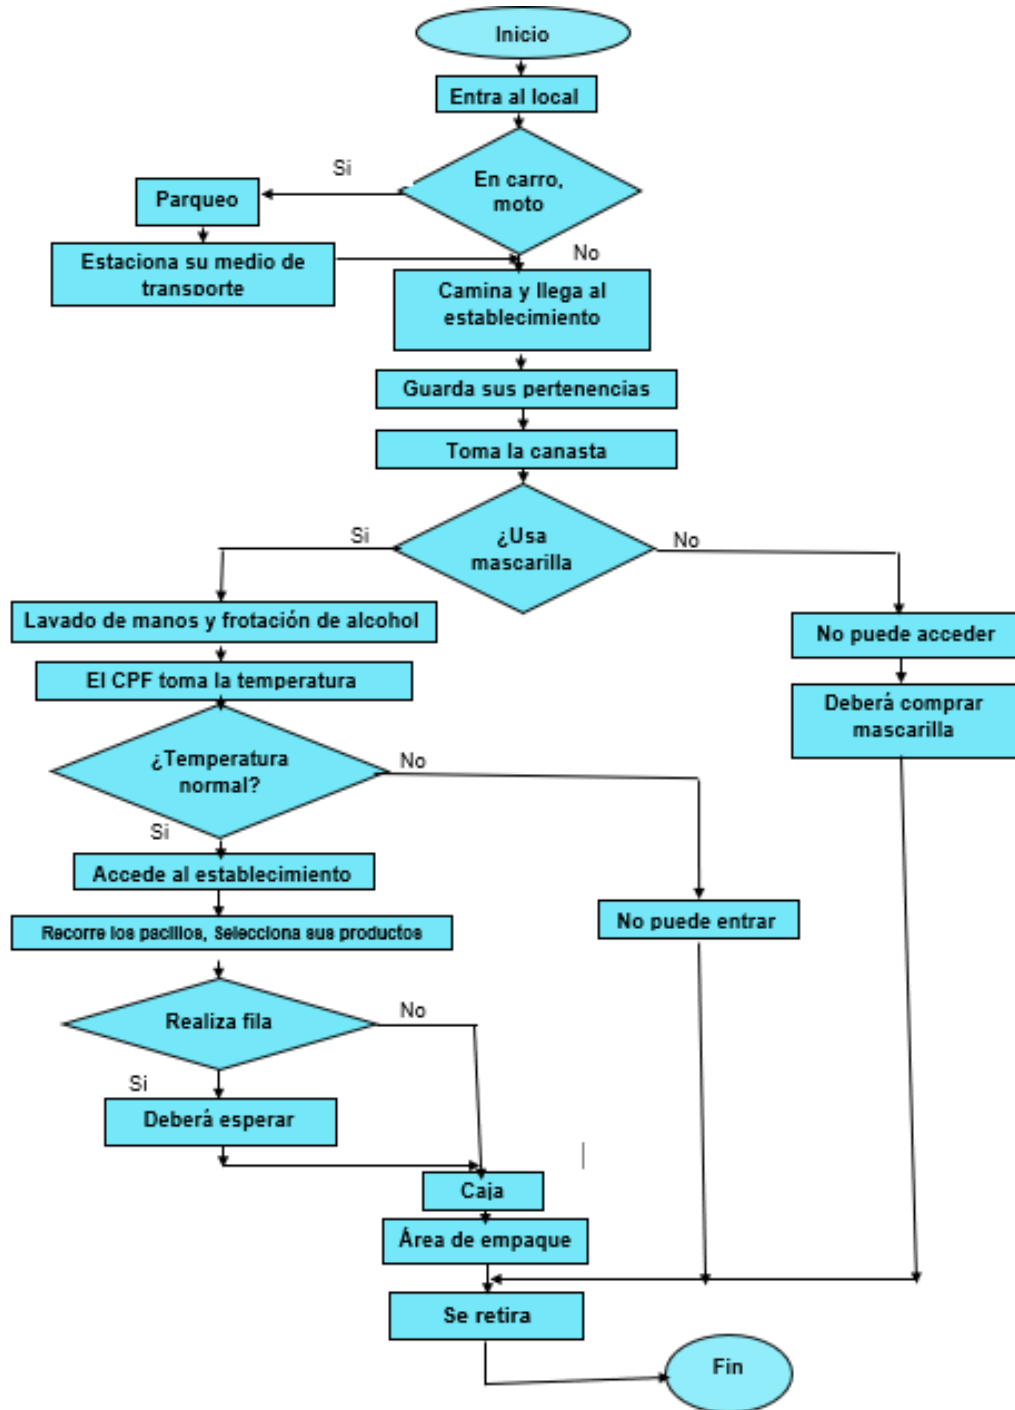 Inicio
Entra al local
En carro,
moto
Si
Parqueo
Estaciona su medio de
transporte
No
Camina y llega al
establecimiento
Guarda sus pertenencias
Toma la canasta
¿Usa
mascarilla
Si
No
Lavado de manos y frotación de alcohol
No puede acceder
El CPF toma la temperatura
Deberá comprar
mascarilla
¿Temperatura
normal?
No
Si
Accede al establecimiento
No puede entrar
Recorre los pacillos, Selecciona sus productos
Realiza fila
No
Si
Deberá esperar
Caja
Área de empaque
Se retira
Fin